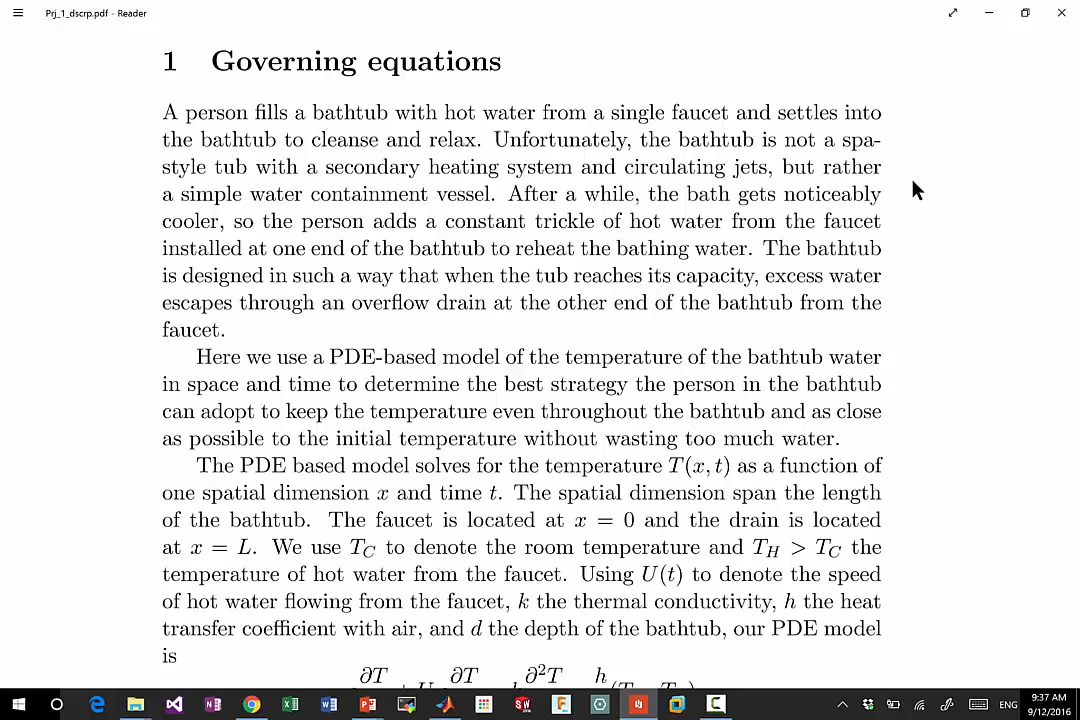 Prj_1_dscrp.pdf - Reader
1 Governing equations
A person fills a bathtub with hot water from a single faucet and settles into
the bathtub to cleanse and relax. Unfortunately, the bathtub is not a spa-
style tub with a secondary heating system and circulating jets, but rather
a simple water containment vessel. After a while, the bath gets noticeably
cooler, so the person adds a constant trickle of hot water from the faucet
installed at one end of the bathtub to reheat the bathing water. The bathtub
is designed in such a way that when the tub reaches its capacity, excess water
escapes through an overflow drain at the other end of the bathtub from the
faucet.
Here we use a PDE-based model of the temperature of the bathtub water
in space and time to determine the best strategy the person in the bathtub
can adopt to keep the temperature even throughout the bathtub and as close
as possible to the initial temperature without wasting too much water.
The PDE based model solves for the temperature T(x, t) as a function of
one spatial dimension x and time t. The spatial dimension span the length
of the bathtub. The faucet is located at x = 0 and the drain is located
at x = L. We use T_C to denote the room temperature and T_H > T_C the
temperature of hot water from the faucet. Using U(t) to denote the speed
of hot water flowing from the faucet, k the thermal conductivity, h the heat
transfer coefficient with air, and d the depth of the bathtub, our PDE model
is
∂T ∂T ∂²T h
ENG
9:37 AM
9/12/2016